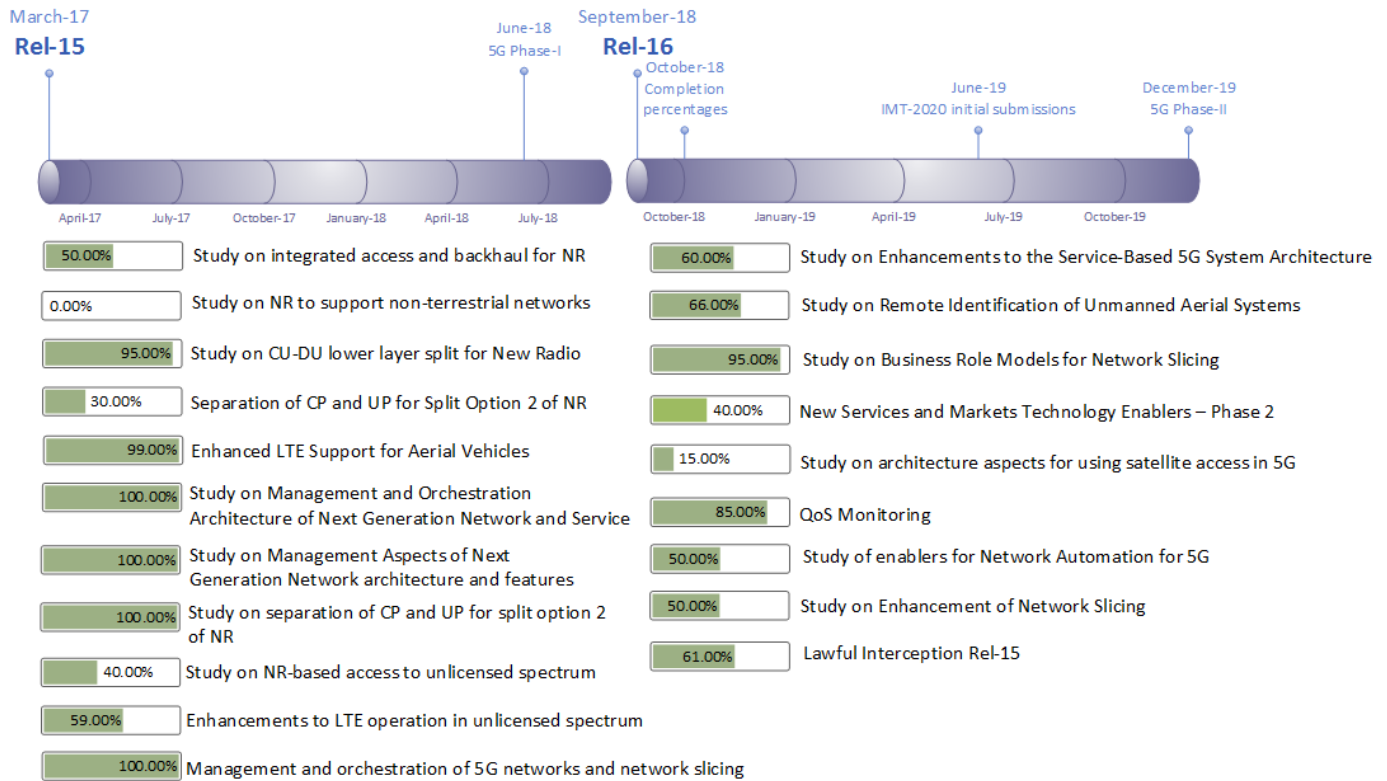 March-17
Rel-15
June-18
5G Phase-I
September-18
Rel-16
October-18
Completion
percentages
June-19
IMT-2020 initial submissions
December-19
5G Phase-II
April-17
July-17
October-17
January-18
April-18
July-18
October-18
January-19
April-19
July-19
October-19
50.00% Study on integrated access and backhaul for NR
0.00% Study on NR to support non-terrestrial networks
95.00% Study on CU-DU lower layer split for New Radio
30.00% Separation of CP and UP for Split Option 2 of NR
99.00% Enhanced LTE Support for Aerial Vehicles
100.00% Study on Management and Orchestration
Architecture of Next Generation Network and Service
100.00% Study on Management Aspects of Next
Generation Network architecture and features
100.00% Study on separation of CP and UP for split option 2
of NR
40.00% Study on NR-based access to unlicensed spectrum
59.00% Enhancements to LTE operation in unlicensed spectrum
100.00% Management and orchestration of 5G networks and network slicing
60.00% Study on Enhancements to the Service-Based 5G System Architecture
66.00% Study on Remote Identification of Unmanned Aerial Systems
95.00% Study on Business Role Models for Network Slicing
40.00% New Services and Markets Technology Enablers – Phase 2
15.00% Study on architecture aspects for using satellite access in 5G
85.00% QoS Monitoring
50.00% Study of enablers for Network Automation for 5G
50.00% Study on Enhancement of Network Slicing
61.00% Lawful Interception Rel-15